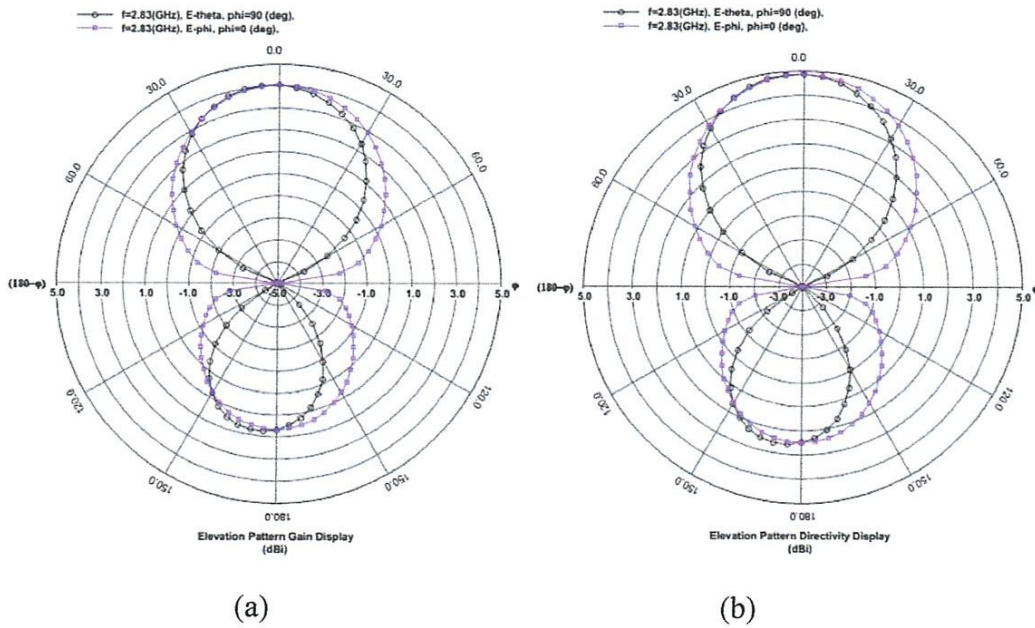 f=2.83(GHz), E-theta, phi=90 (deg),
f=2.83(GHz), E-phi, phi=0 (deg),
0.0
30.0
30.0
60.0
60.0
(180-φ)
φ
5.0 3.0 1.0 -1.0 -3.0 -5.0 -3.0 -1.0 1.0 3.0 5.0
120.0
120.0
150.0
150.0
180.0
Elevation Pattern Gain Display
(dBi)
(a)
f=2.83(GHz), E-theta, phi=90 (deg),
f=2.83(GHz), E-phi, phi=0 (deg),
0.0
30.0
30.0
60.0
60.0
(180-φ)
φ
5.0 3.0 1.0 -1.0 -3.0 -3.0 -1.0 1.0 3.0 5.0
120.0
120.0
150.0
150.0
180.0
Elevation Pattern Directivity Display
(dBi)
(b)